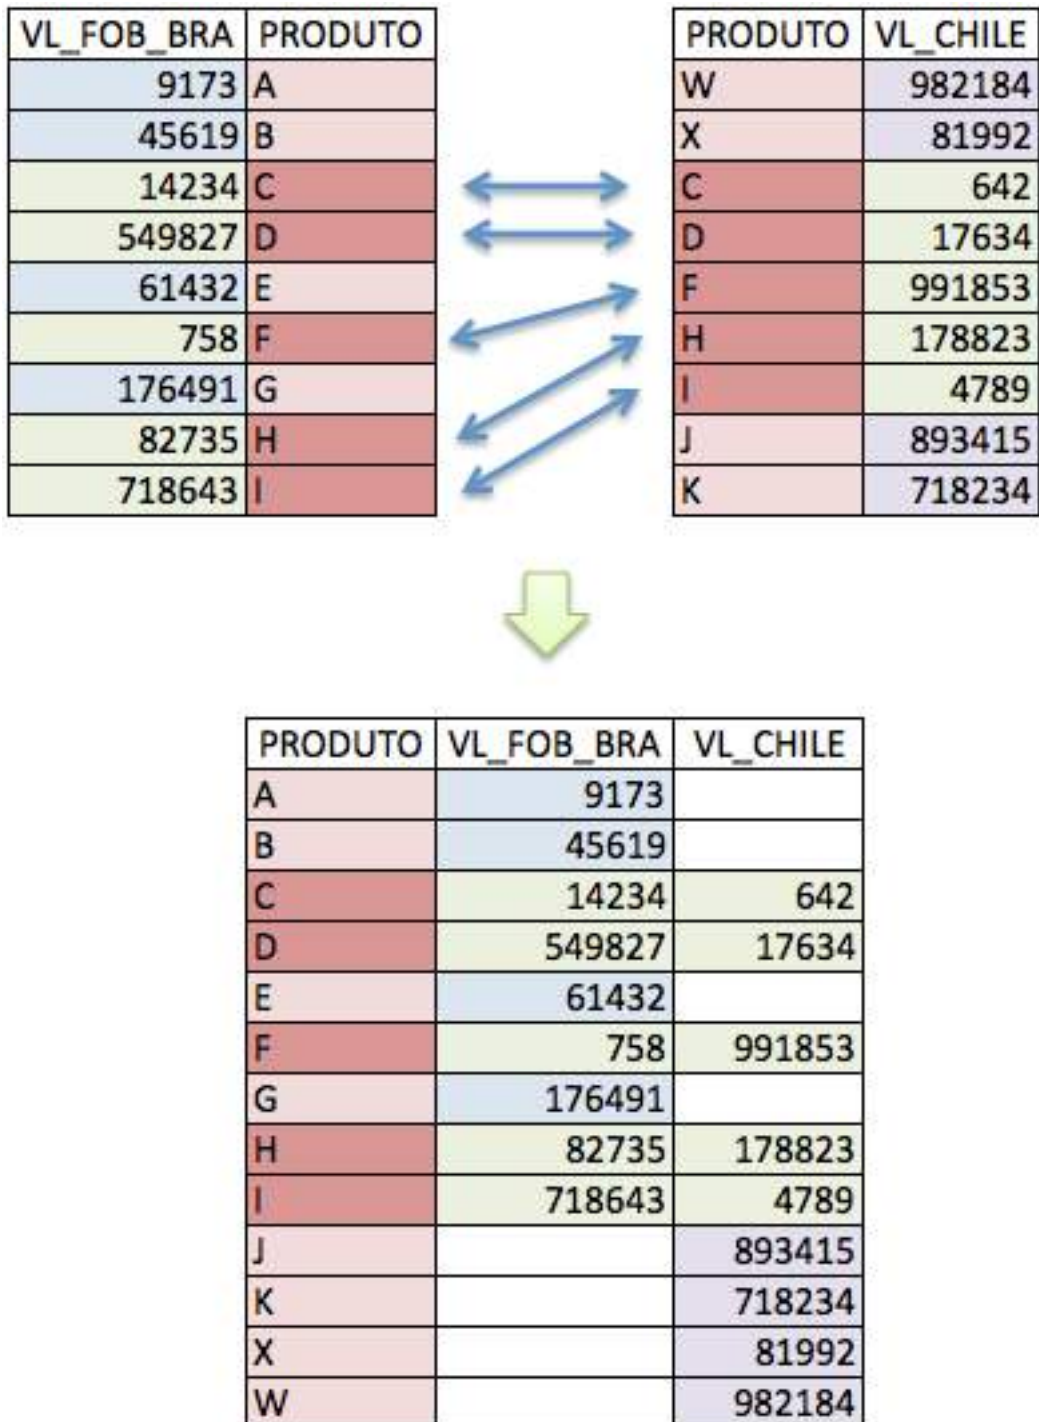 VL_FOB_BRA PRODUTO
9173 A
45619 B
14234 C
549827 D
61432 E
758 F
176491 G
82735 H
718643 I
PRODUTO VL_CHILE
W 982184
X 81992
C 642
D 17634
F 991853
H 178823
I 4789
J 893415
K 718234
PRODUTO VL_FOB_BRA VL_CHILE
A 9173
B 45619
C 14234 642
D 549827 17634
E 61432
F 758 991853
G 176491
H 82735 178823
I 718643 4789
J 893415
K 718234
X 81992
W 982184